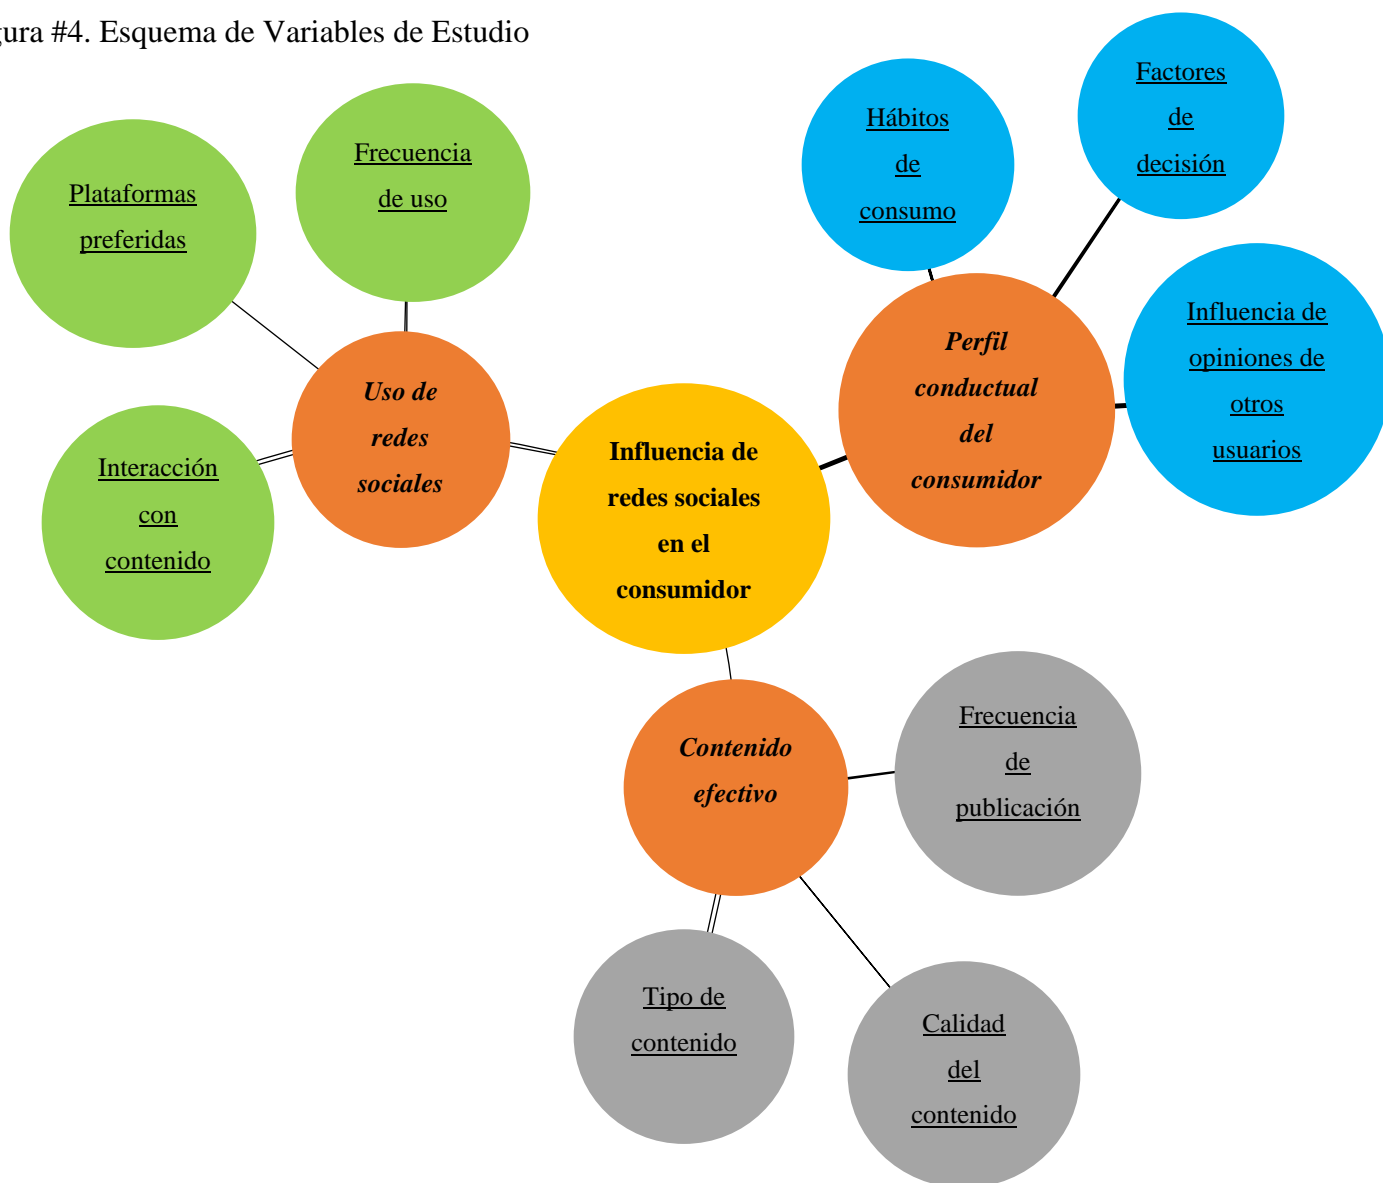 gura #4. Esquema de Variables de Estudio
Plataformas
preferidas
Frecuencia
de uso
Interacción
con
contenido
Uso de
redes
sociales
Influencia de
redes sociales
en el
consumidor
Hábitos
de
consumo
Factores
de
decisión
Perfil
conductual
del
consumidor
Influencia de
opiniones de
otros
usuarios
Contenido
efectivo
Frecuencia
de
publicación
Tipo de
contenido
Calidad
del
contenido